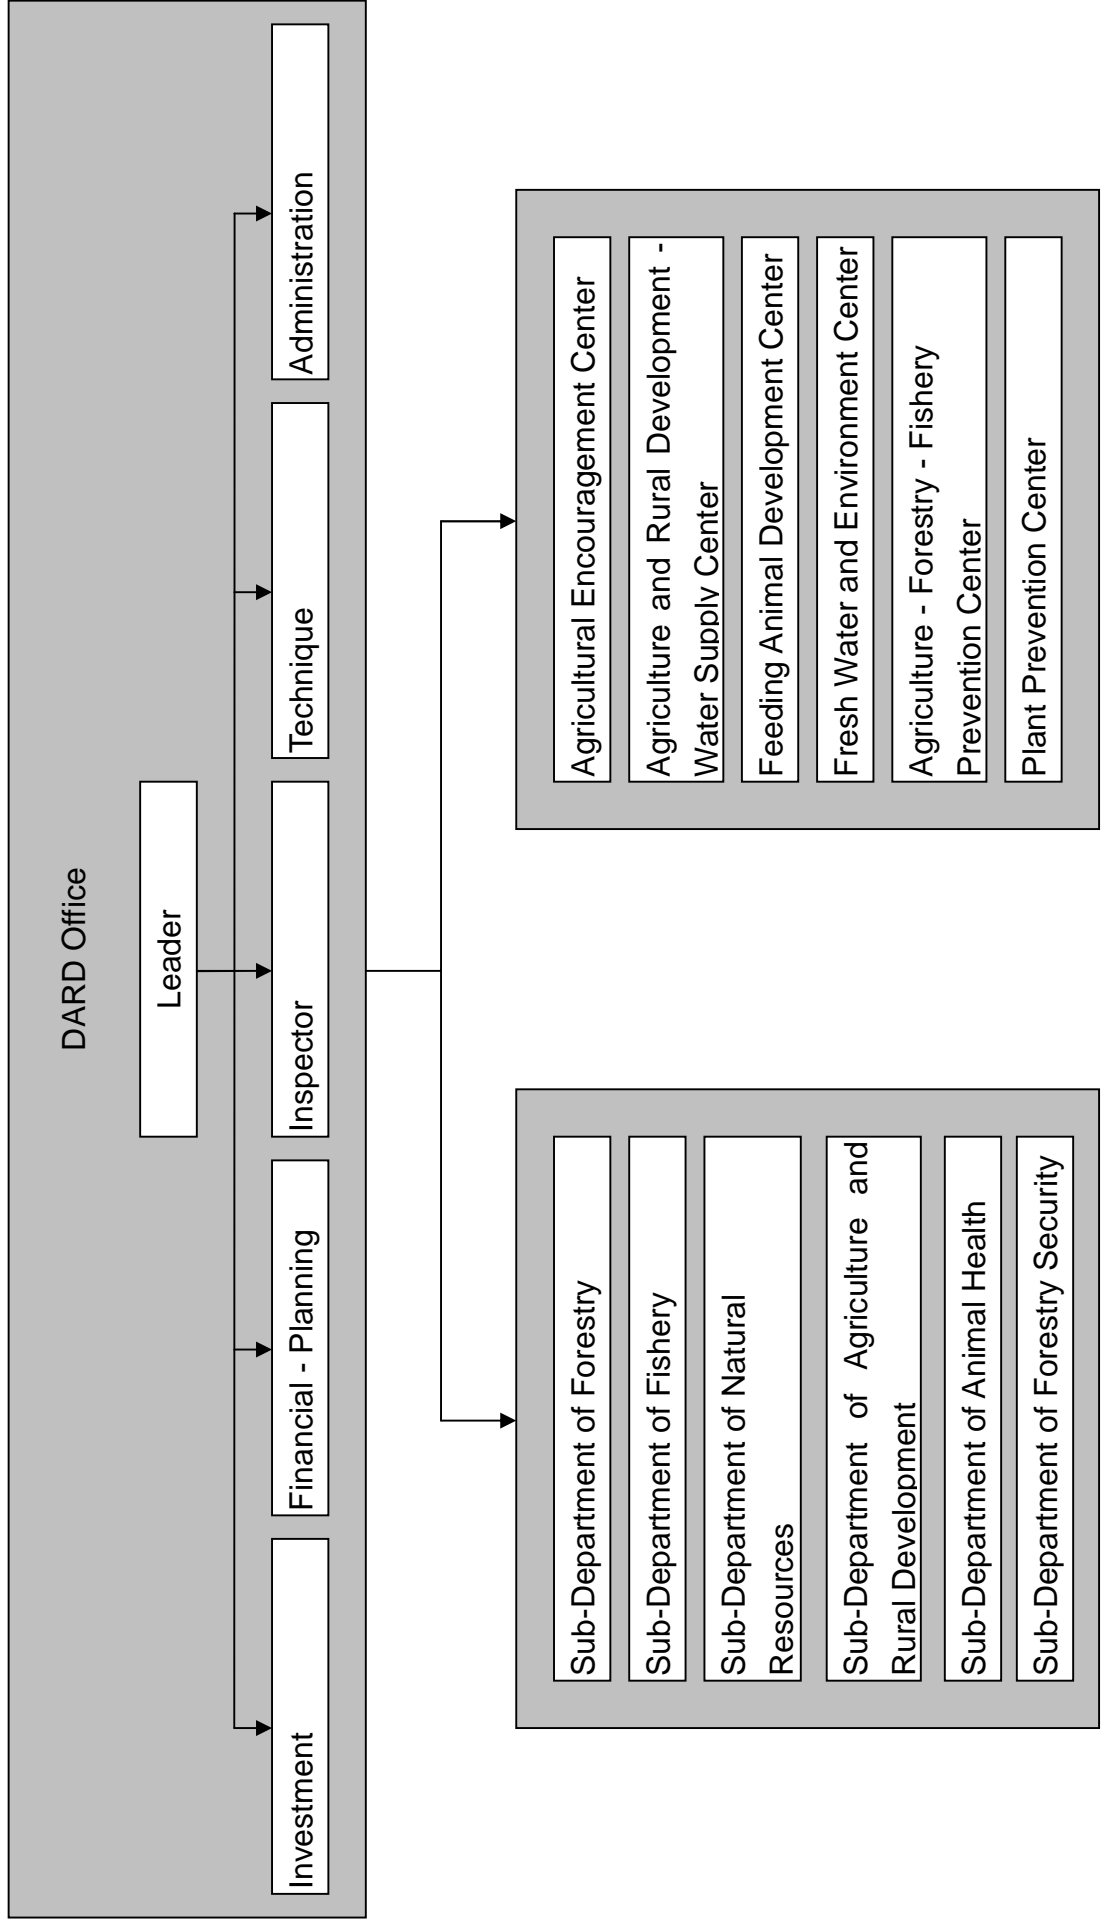 DARD Office
Leader
Investment
Financial - Planning
Inspector
Technique
Administration
Sub-Department of Forestry
Sub-Department of Fishery
Sub-Department of Natural
Resources
Sub-Department of Agriculture and
Rural Development
Sub-Department of Animal Health
Sub-Department of Forestry Security
Agricultural Encouragement Center
Agriculture and Rural Development -
Water Supply Center
Feeding Animal Development Center
Fresh Water and Environment Center
Agriculture - Forestry - Fishery
Prevention Center
Plant Prevention Center